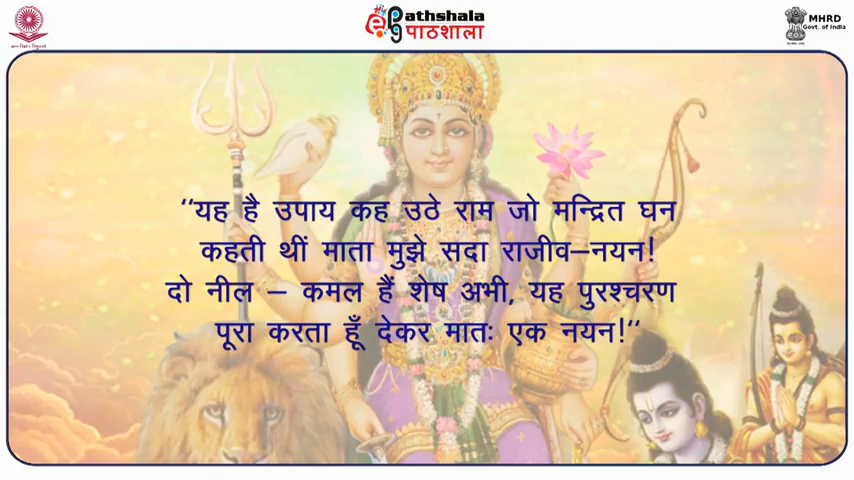 ePathshala
पाठशाला
MHRD
Govt. of India
“यह है उपाय कह उठे राम जो मन्द्रित घन
कहती थीं माता मुझे सदा राजीव–नयन!
दो नील – कमल हैं शेष अभी, यह पुरश्चरण
पूरा करता हूँ देकर मातः एक नयन!“